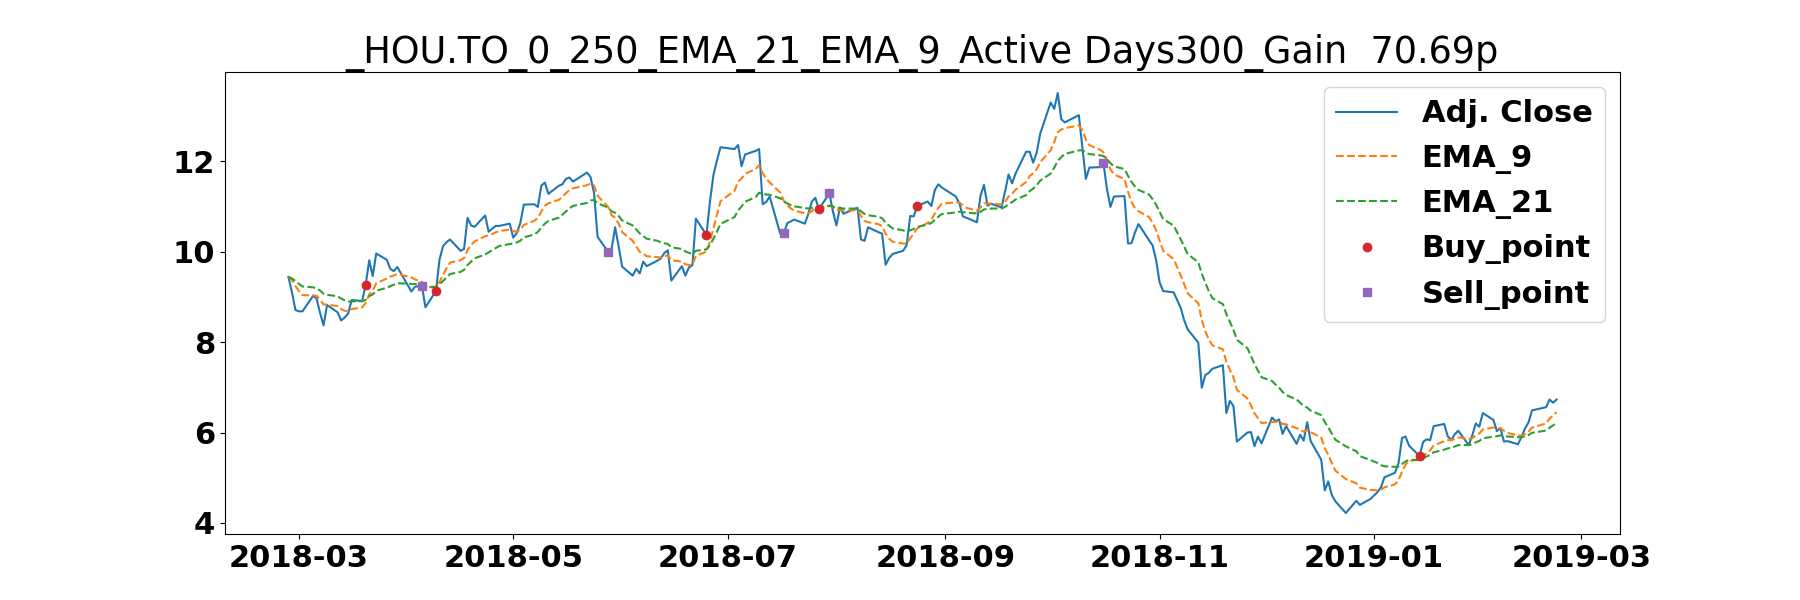 _HOU.TO_0_250_EMA_21_EMA_9_Active Days300_Gain  70.69p
Adj. Close
EMA_9
EMA_21
Buy_point
Sell_point
12
10
8
6
4
2018-03 2018-05 2018-07 2018-09 2018-11 2019-01 2019-03